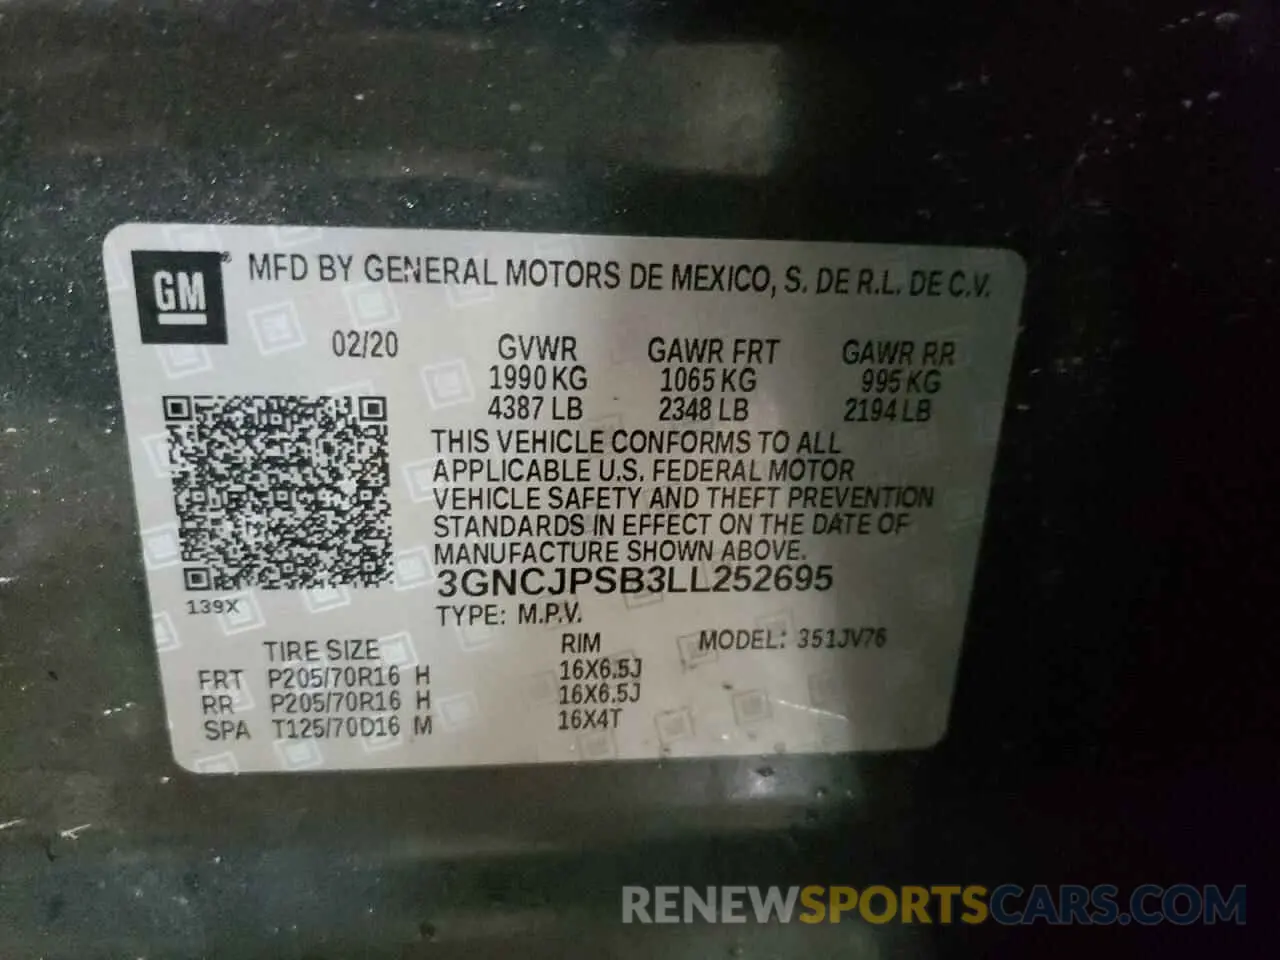 GM ® MFD BY GENERAL MOTORS DE MEXICO, S. DE R.L. DE C.V.
02/20 GVWR GAWR FRT GAWR RR
1990 KG 1065 KG 995 KG
4387 LB 2348 LB 2194 LB
THIS VEHICLE CONFORMS TO ALL
APPLICABLE U.S. FEDERAL MOTOR
VEHICLE SAFETY AND THEFT PREVENTION
STANDARDS IN EFFECT ON THE DATE OF
MANUFACTURE SHOWN ABOVE.
3GNCJPSB3LL252695
139X
TYPE: M.P.V.
TIRE SIZE RIM MODEL: 351JV76
FRT P205/70R16 H 16X6.5J
RR P205/70R16 H 16X6.5J
SPA T125/70D16 M 16X4T
RENEWSPORTSCARS.COM